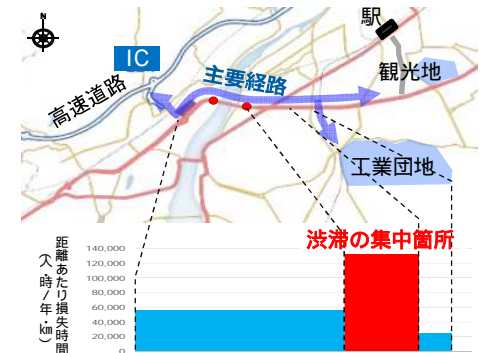 駅
IC
主要経路
観光地
高速道路
工業団地
渋滞の集中箇所
距離あたり損失時間
(人・時/年・km)
140,000
120,000
100,000
80,000
60,000
40,000
20,000
0